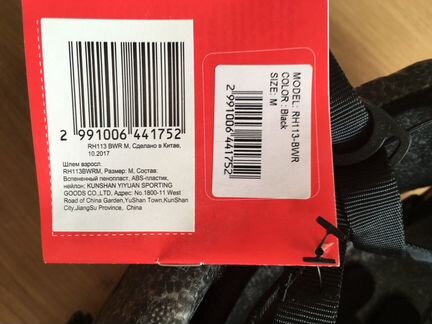 2 991006 441752
RH113 BWR M, Сделано в Китае,
10.2017
Шлем взросл.
RH113BWRM, Размер: M, Состав:
Вспененный пенопласт, ABS-пластик,
нейлон; KUNSHAN YIYUAN SPORTING
GOODS CO.,LTD, Адрес: No.1800-11 West
Road of China Garden,YuShan Town,KunShan
City,JiangSu Province, China
MODEL: RH113-BWR
COLOR : Black
SIZE: M
2 991006 441752